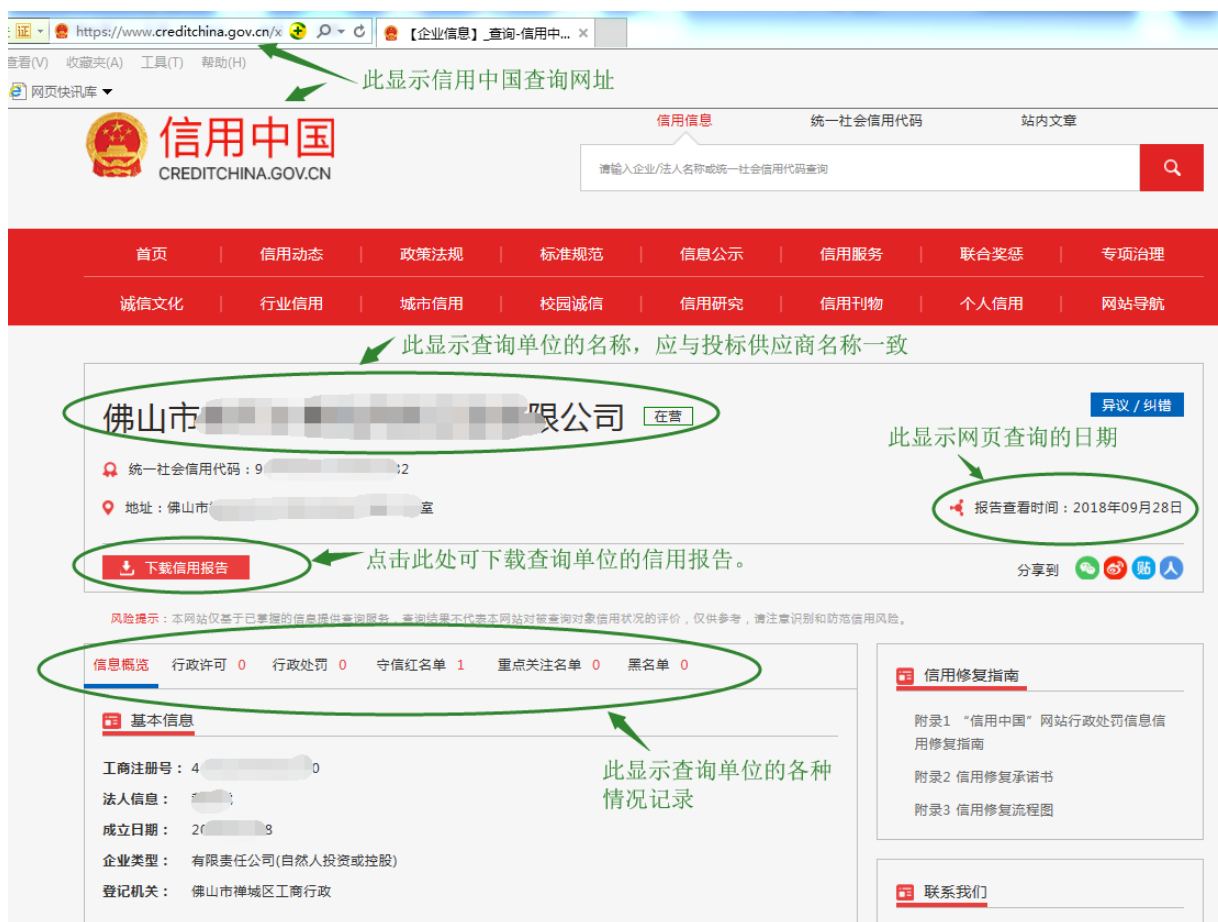 证
https://www.creditchina.gov.cn/x
【企业信息】_查询-信用中...
查看(V) 收藏夹(A) 工具(T) 帮助(H)
此显示信用中国查询网址
网页快讯库
信用中国
CREDITCHINA.GOV.CN
信用信息 统一社会信用代码 站内文章
请输入企业/法人名称或统一社会信用代码查询
首页 信用动态 政策法规 标准规范 信息公示 信用服务 联合奖惩 专项治理
诚信文化 行业信用 城市信用 校园诚信 信用研究 信用刊物 个人信用 网站导航
此显示查询单位的名称，应与投标供应商名称一致
佛山市 限公司 在营
异议 / 纠错
此显示网页查询的日期
统一社会信用代码：9 2
地址：佛山市 室
报告查看时间：2018年09月28日
下载信用报告
点击此处可下载查询单位的信用报告。
分享到 贴
风险提示：本网站仅基于已掌握的信息提供查询服务，查询结果不代表本网站对被查询对象信用状况的评价，仅供参考，请注意识别和防范信用风险。
信息概览 行政许可 0 行政处罚 0 守信红名单 1 重点关注名单 0 黑名单 0
基本信息
工商注册号：4 0
法人信息：
成立日期：20 8
企业类型：有限责任公司(自然人投资或控股)
登记机关：佛山市禅城区工商行政
此显示查询单位的各种
情况记录
信用修复指南
附录1 “信用中国”网站行政处罚信息信
用修复指南
附录2 信用修复承诺书
附录3 信用修复流程图
联系我们